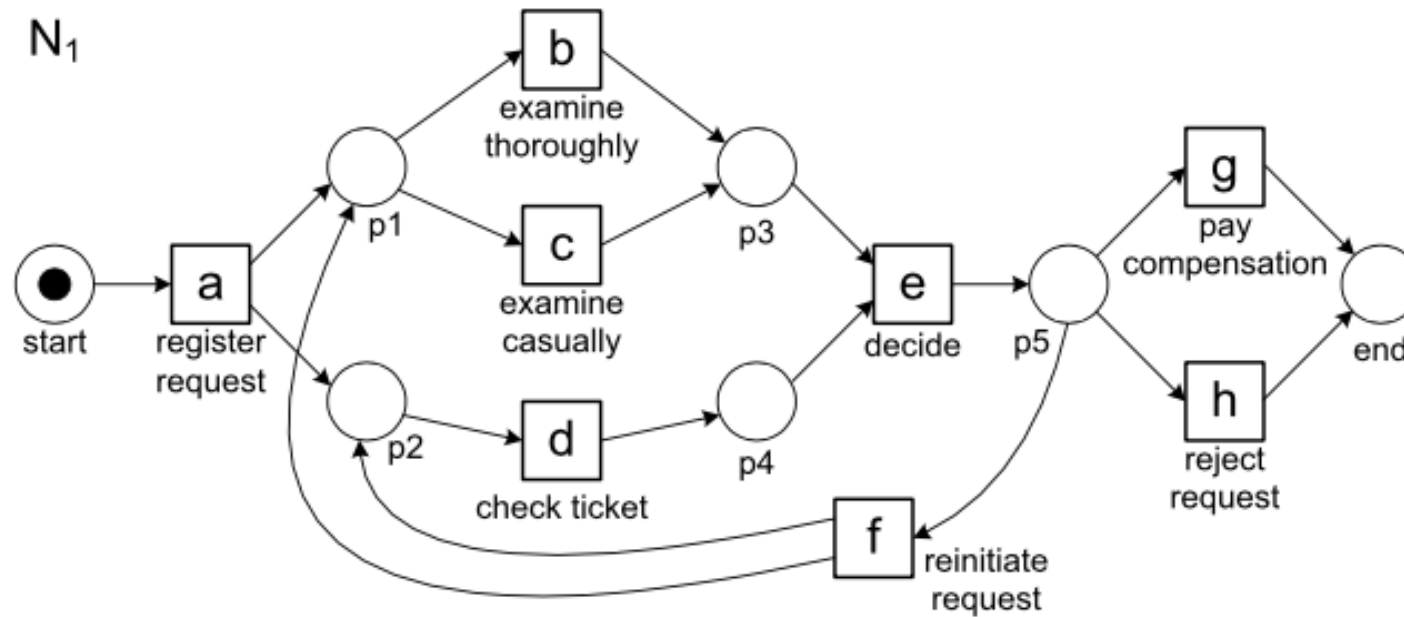 N₁
b
examine
thoroughly
p1
c
examine
casually
p3
start
a
register
request
p2
d
check ticket
p4
e
decide
p5
g
pay
compensation
h
reject
request
end
f
reinitiate
request